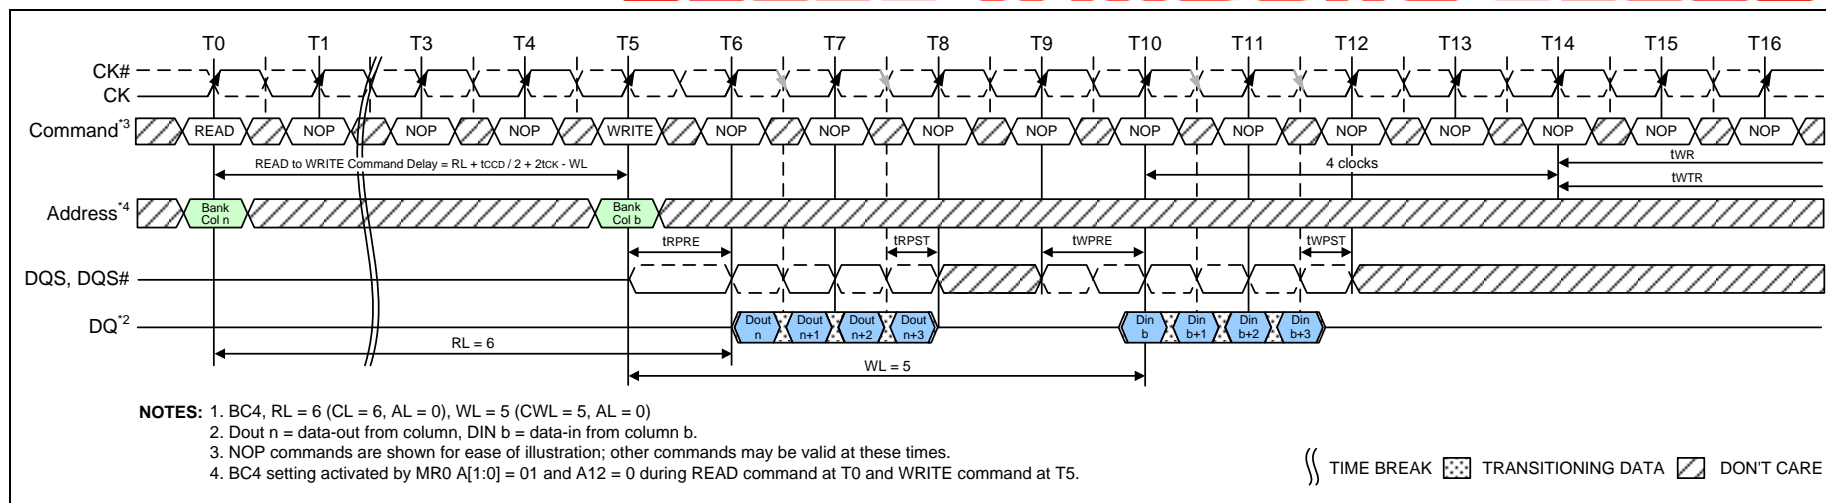 T0 T1 T3 T4 T5 T6 T7 T8 T9 T10 T11 T12 T13 T14 T15 T16
CK#
CK
Command*3 READ NOP NOP NOP WRITE NOP NOP NOP NOP NOP NOP NOP NOP NOP NOP NOP
READ to WRITE Command Delay = RL + tCCD / 2 + 2tCK - WL
4 clocks
tWR
tWTR
Address*4
Bank Col n
Bank Col b
tRPRE tRPST tWPRE tWPST
DQS, DQS#
DQ*2
Dout n
Dout n+1
Dout n+2
Dout n+3
Din b
Din b+1
Din b+2
Din b+3
RL = 6
WL = 5
NOTES: 1. BC4, RL = 6 (CL = 6, AL = 0), WL = 5 (CWL = 5, AL = 0)
2. Dout n = data-out from column, DIN b = data-in from column b.
3. NOP commands are shown for ease of illustration; other commands may be valid at these times.
4. BC4 setting activated by MR0 A[1:0] = 01 and A12 = 0 during READ command at T0 and WRITE command at T5.
TIME BREAK TRANSITIONING DATA DON'T CARE